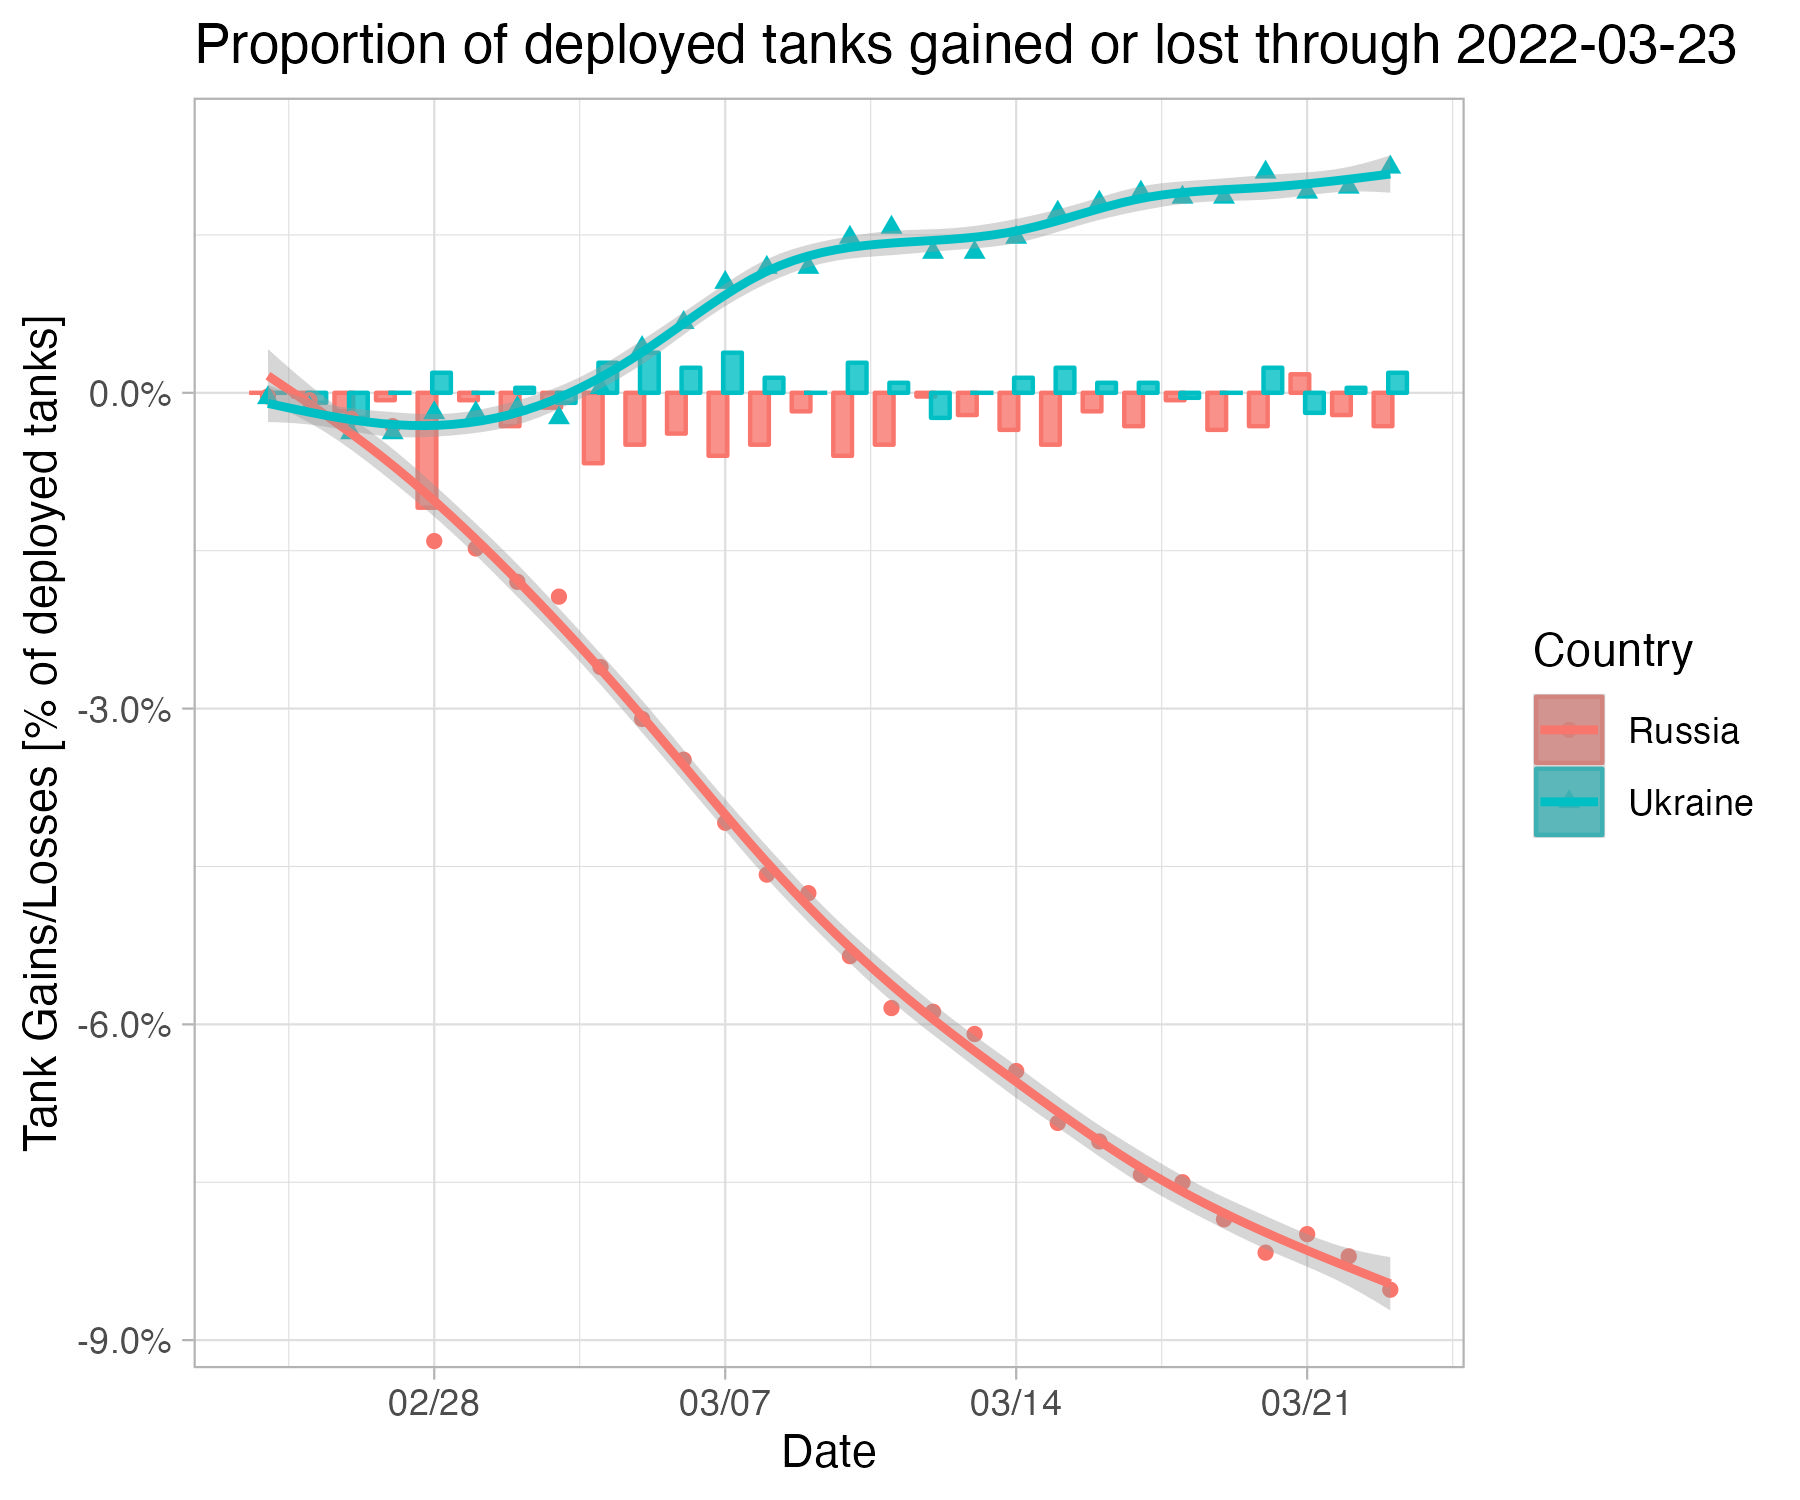 Proportion of deployed tanks gained or lost through 2022-03-23
Tank Gains/Losses [% of deployed tanks]
0.0%
-3.0%
-6.0%
-9.0%
02/28
03/07
03/14
03/21
Date
Country
Russia
Ukraine